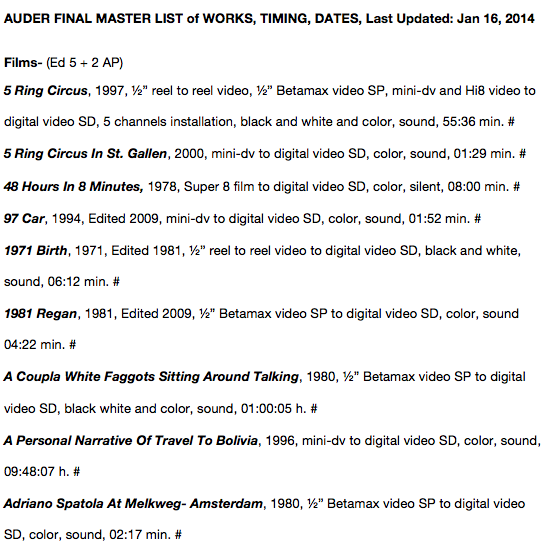 AUDER FINAL MASTER LIST of WORKS, TIMING, DATES, Last Updated: Jan 16, 2014
Films- (Ed 5 + 2 AP)
5 Ring Circus, 1997, ½” reel to reel video, ½” Betamax video SP, mini-dv and Hi8 video to
digital video SD, 5 channels installation, black and white and color, sound, 55:36 min. #
5 Ring Circus In St. Gallen, 2000, mini-dv to digital video SD, color, sound, 01:29 min. #
48 Hours In 8 Minutes, 1978, Super 8 film to digital video SD, color, silent, 08:00 min. #
97 Car, 1994, Edited 2009, mini-dv to digital video SD, color, sound, 01:52 min. #
1971 Birth, 1971, Edited 1981, ½” reel to reel video to digital video SD, black and white,
sound, 06:12 min. #
1981 Regan, 1981, Edited 2009, ½” Betamax video SP to digital video SD, color, sound
04:22 min. #
A Coupla White Faggots Sitting Around Talking, 1980, ½” Betamax video SP to digital
video SD, black white and color, sound, 01:00:05 h. #
A Personal Narrative Of Travel To Bolivia, 1996, mini-dv to digital video SD, color, sound,
09:48:07 h. #
Adriano Spatola At Melkweg- Amsterdam, 1980, ½” Betamax video SP to digital video
SD, color, sound, 02:17 min. #